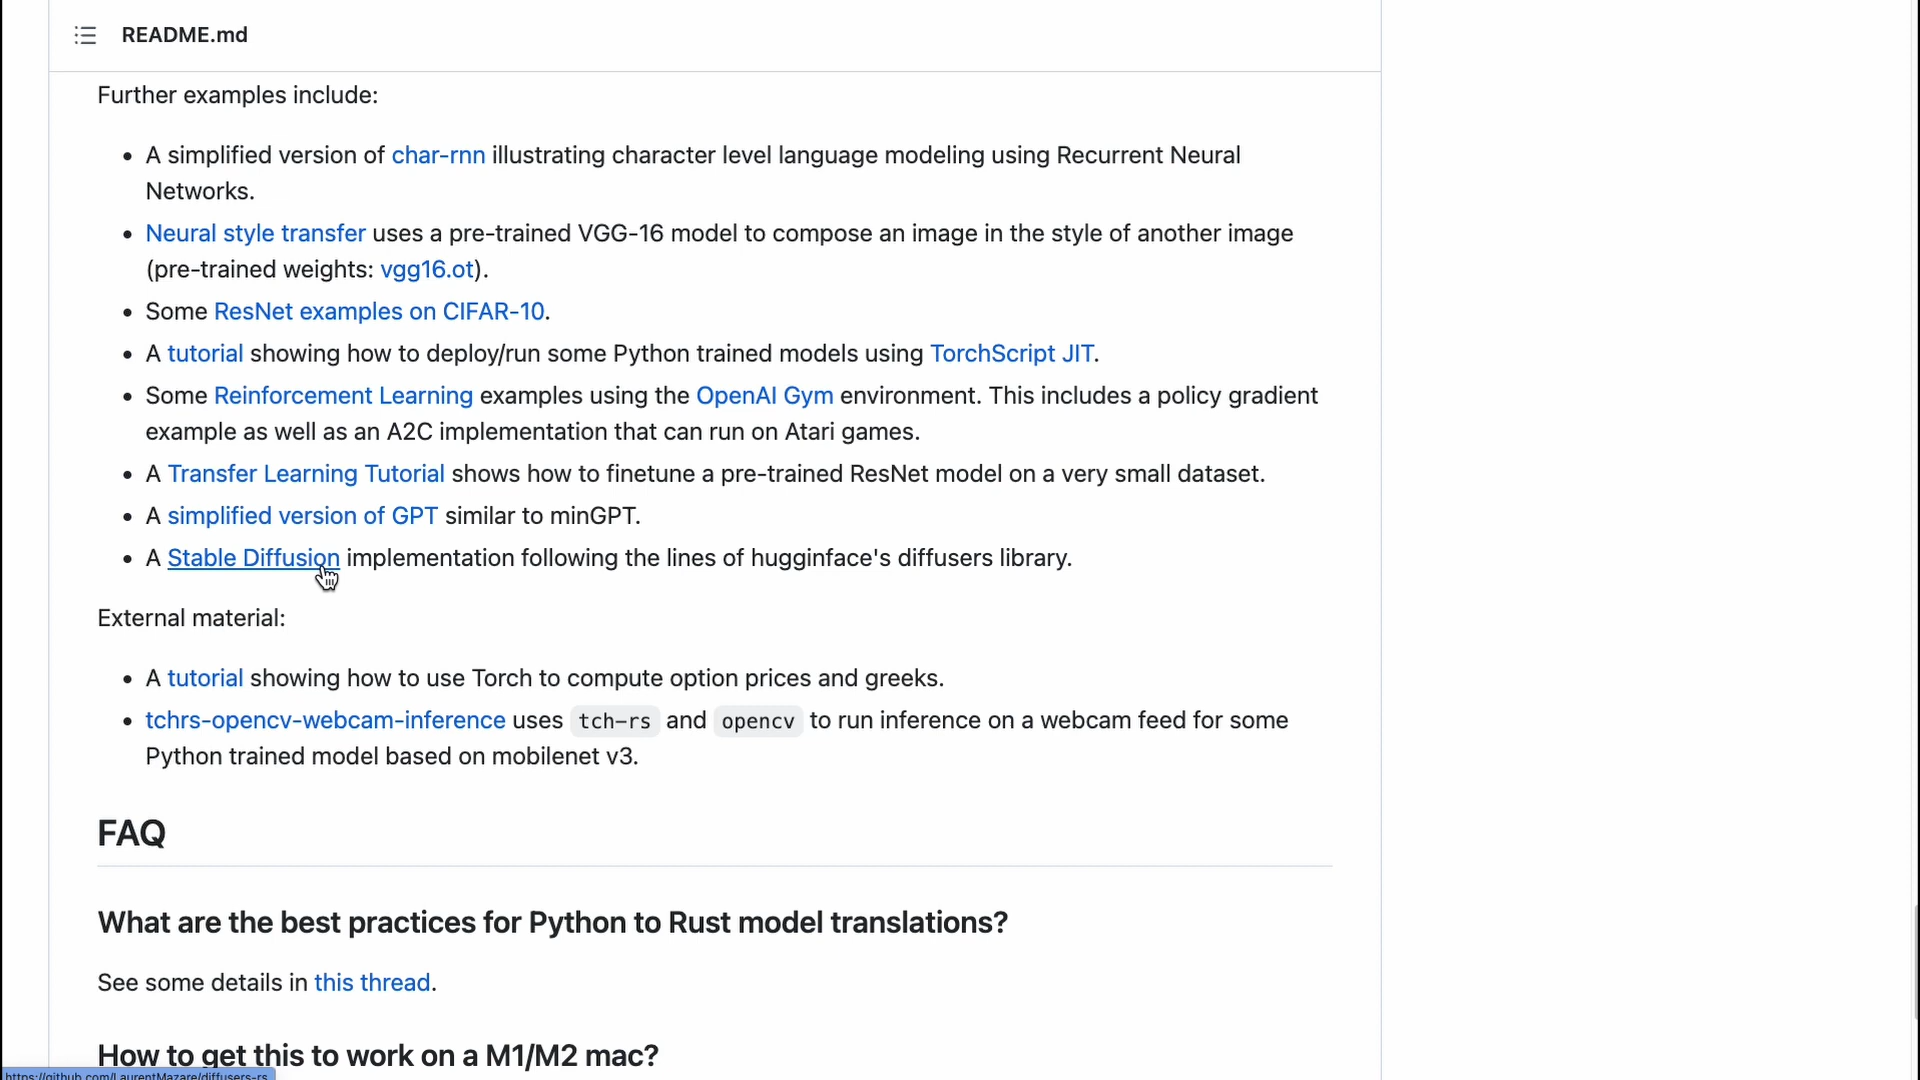 README.md
Further examples include:
A simplified version of char-rnn illustrating character level language modeling using Recurrent Neural
Networks.
Neural style transfer uses a pre-trained VGG-16 model to compose an image in the style of another image
(pre-trained weights: vgg16.ot).
Some ResNet examples on CIFAR-10.
A tutorial showing how to deploy/run some Python trained models using TorchScript JIT.
Some Reinforcement Learning examples using the OpenAI Gym environment. This includes a policy gradient
example as well as an A2C implementation that can run on Atari games.
A Transfer Learning Tutorial shows how to finetune a pre-trained ResNet model on a very small dataset.
A simplified version of GPT similar to minGPT.
A Stable Diffusion implementation following the lines of hugginface's diffusers library.
External material:
A tutorial showing how to use Torch to compute option prices and greeks.
tchrs-opencv-webcam-inference uses tch-rs and opencv to run inference on a webcam feed for some
Python trained model based on mobilenet v3.
FAQ
What are the best practices for Python to Rust model translations?
See some details in this thread.
How to get this to work on a M1/M2 mac?
https://github.com/LaurentMazare/diffusers-rs